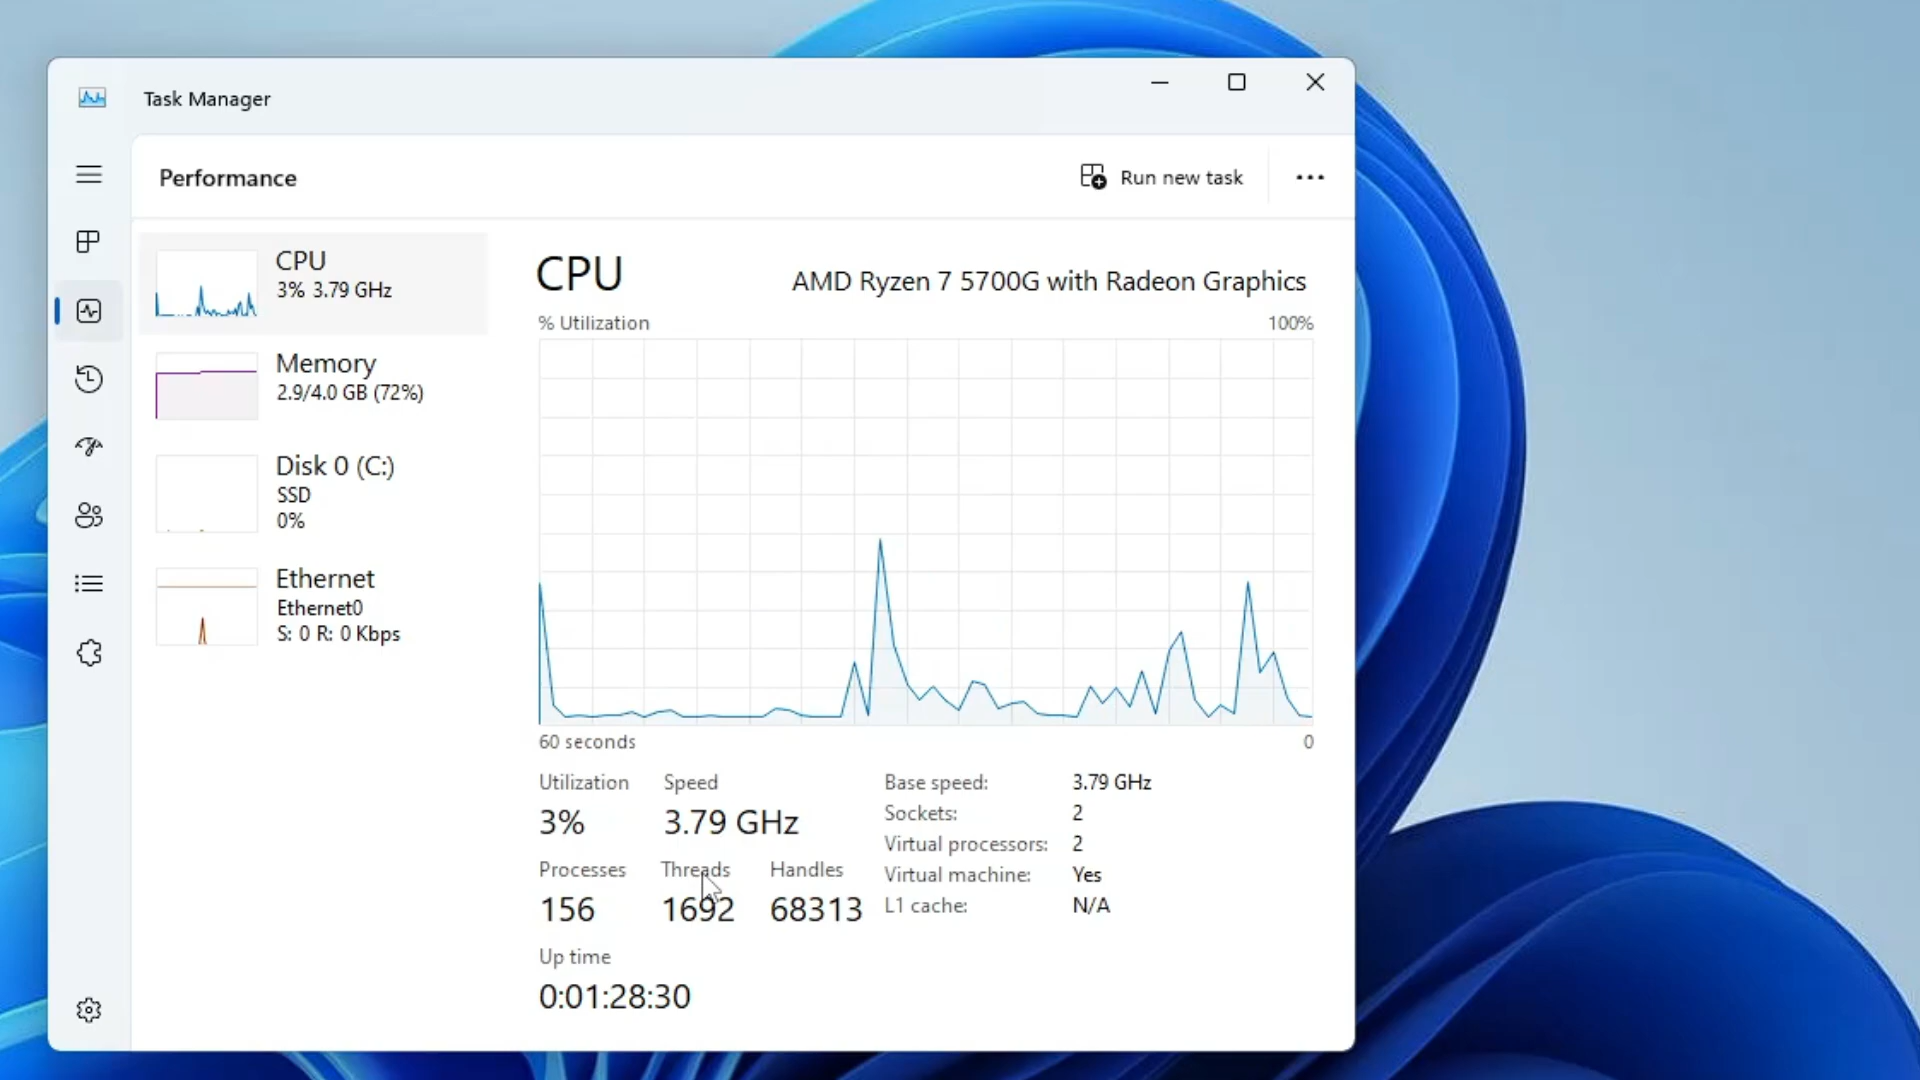 Task Manager
Performance
Run new task
CPU
3% 3.79 GHz
Memory
2.9/4.0 GB (72%)
Disk 0 (C:)
SSD
0%
Ethernet
Ethernet0
S: 0 R: 0 Kbps
CPU
AMD Ryzen 7 5700G with Radeon Graphics
% Utilization
100%
60 seconds
0
Utilization Speed
3% 3.79 GHz
Processes Threads Handles
156 1692 68313
Up time
0:01:28:30
Base speed: 3.79 GHz
Sockets: 2
Virtual processors: 2
Virtual machine: Yes
L1 cache: N/A